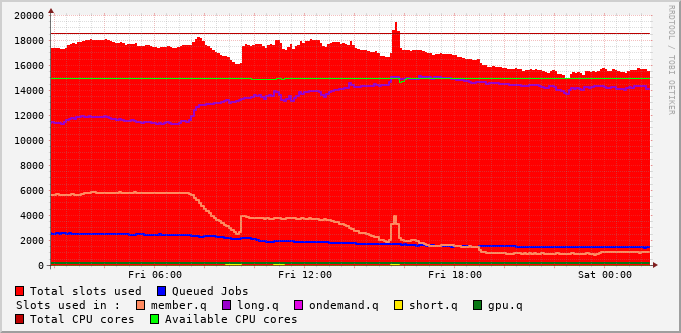 20000
18000
16000
14000
12000
10000
8000
6000
4000
2000
0
Fri 06:00 Fri 12:00 Fri 18:00 Sat 00:00
Total slots used Queued Jobs
Slots used in : member.q long.q ondemand.q short.q gpu.q
Total CPU cores Available CPU cores
RRDTOOL / TOBI OETIKER